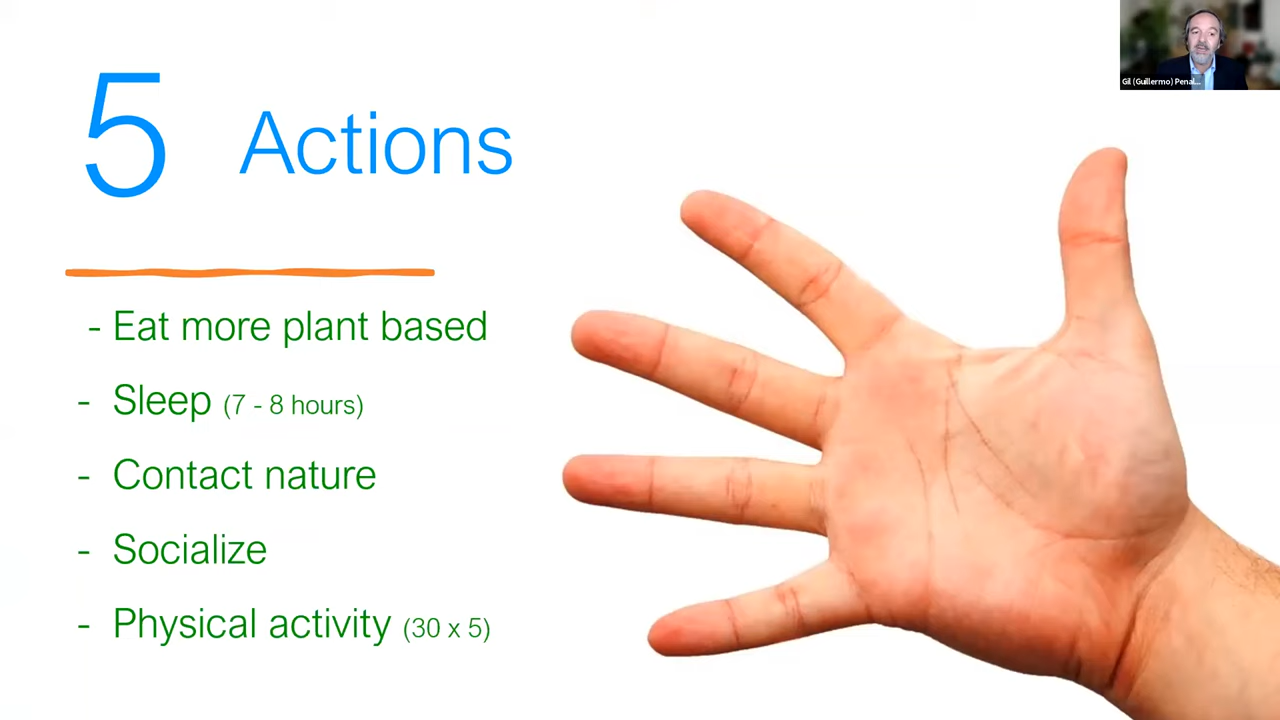 5 Actions
- Eat more plant based
- Sleep (7 - 8 hours)
- Contact nature
- Socialize
- Physical activity (30 x 5)
Gil (Guillermo) Penal...